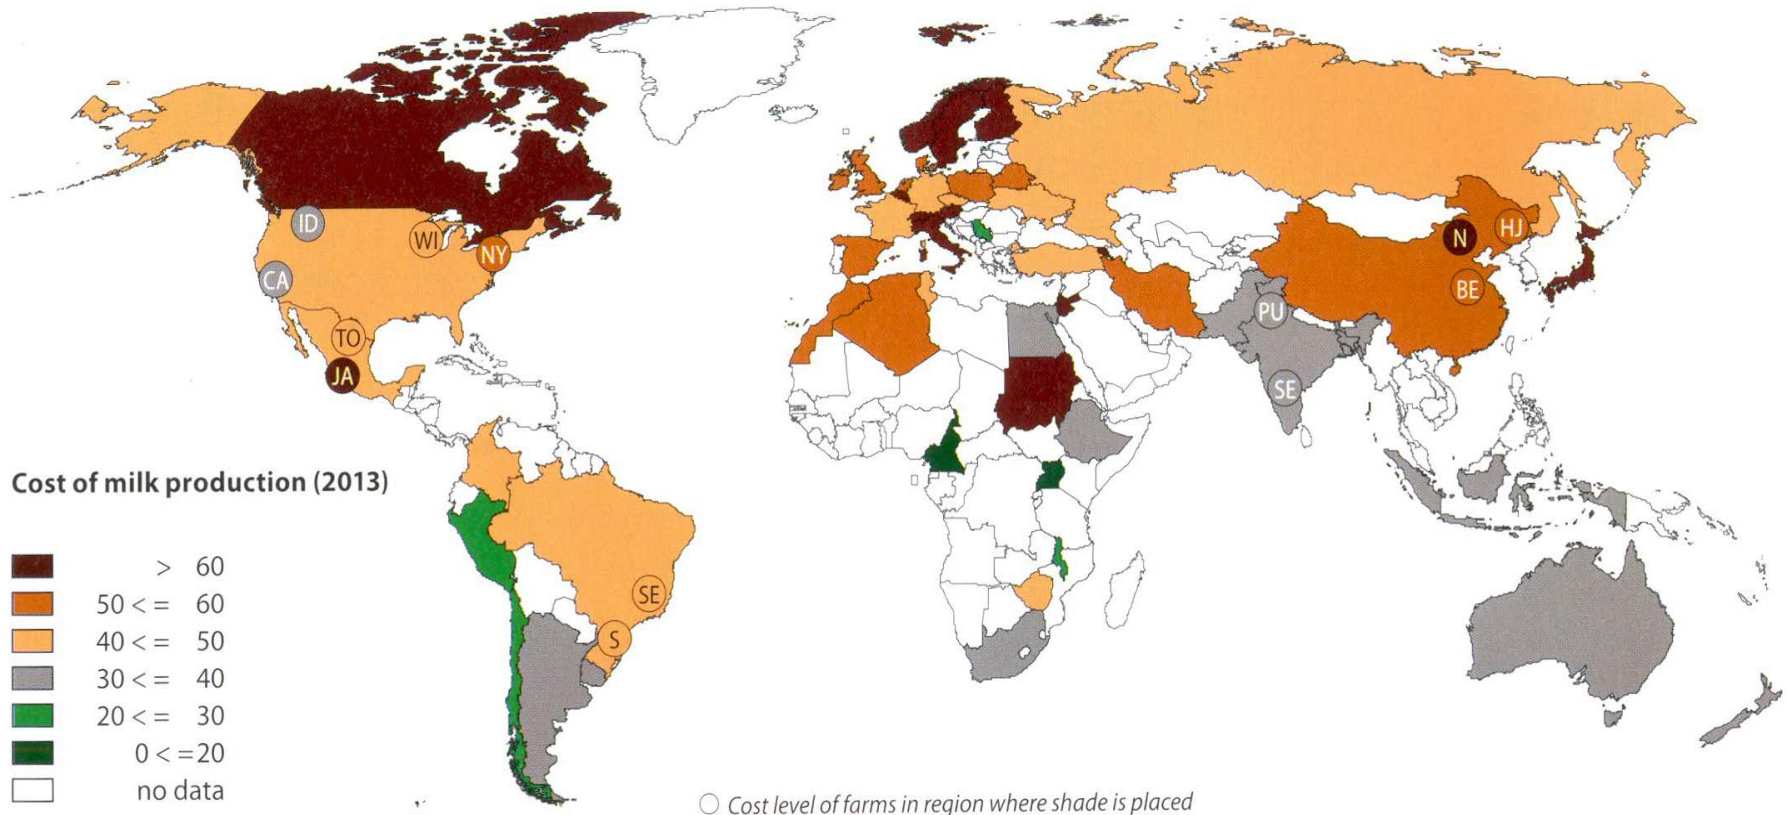 ID
WI
NY
CA
TO
JA
N
HJ
BE
PU
SE
SE
S
Cost of milk production (2013)
> 60
50 < = 60
40 < = 50
30 < = 40
20 < = 30
0 < =20
no data
Cost level of farms in region where shade is placed